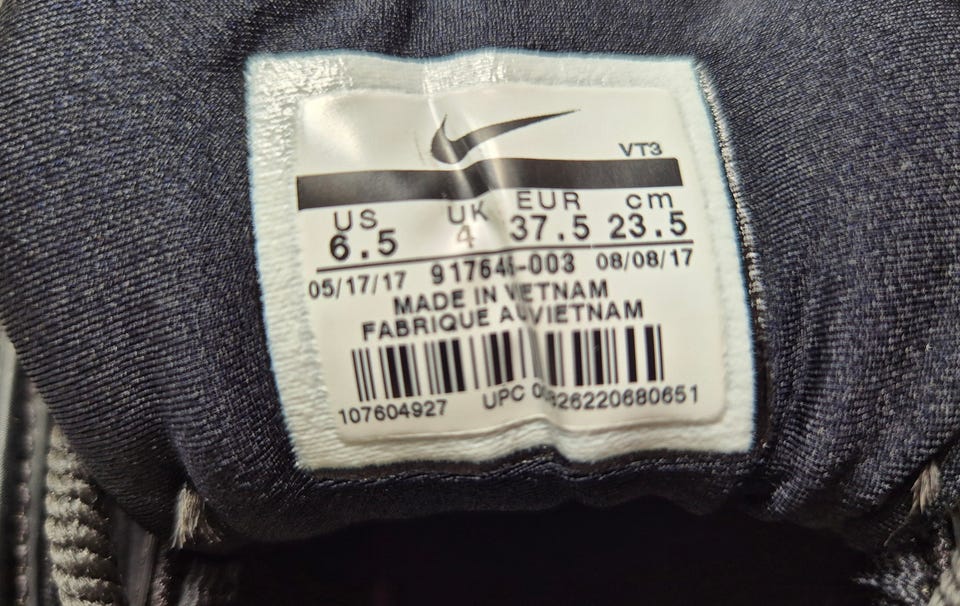 VT3
US UK EUR cm
6.5 4 37.5 23.5
05/17/17 08/08/17
MADE IN VIETNAM
FABRIQUE AU VIETNAM
107604927 UPC